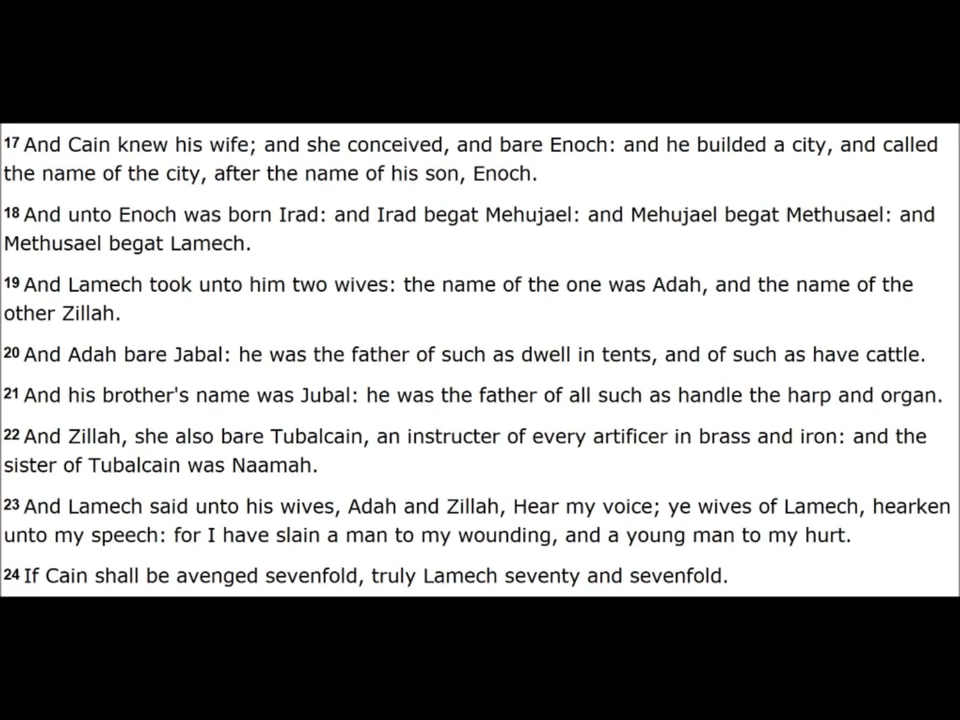 17 And Cain knew his wife; and she conceived, and bare Enoch: and he builded a city, and called
the name of the city, after the name of his son, Enoch.
18 And unto Enoch was born Irad: and Irad begat Mehujael: and Mehujael begat Methusael: and
Methusael begat Lamech.
19 And Lamech took unto him two wives: the name of the one was Adah, and the name of the
other Zillah.
20 And Adah bare Jabal: he was the father of such as dwell in tents, and of such as have cattle.
21 And his brother's name was Jubal: he was the father of all such as handle the harp and organ.
22 And Zillah, she also bare Tubalcain, an instructer of every artificer in brass and iron: and the
sister of Tubalcain was Naamah.
23 And Lamech said unto his wives, Adah and Zillah, Hear my voice; ye wives of Lamech, hearken
unto my speech: for I have slain a man to my wounding, and a young man to my hurt.
24 If Cain shall be avenged sevenfold, truly Lamech seventy and sevenfold.